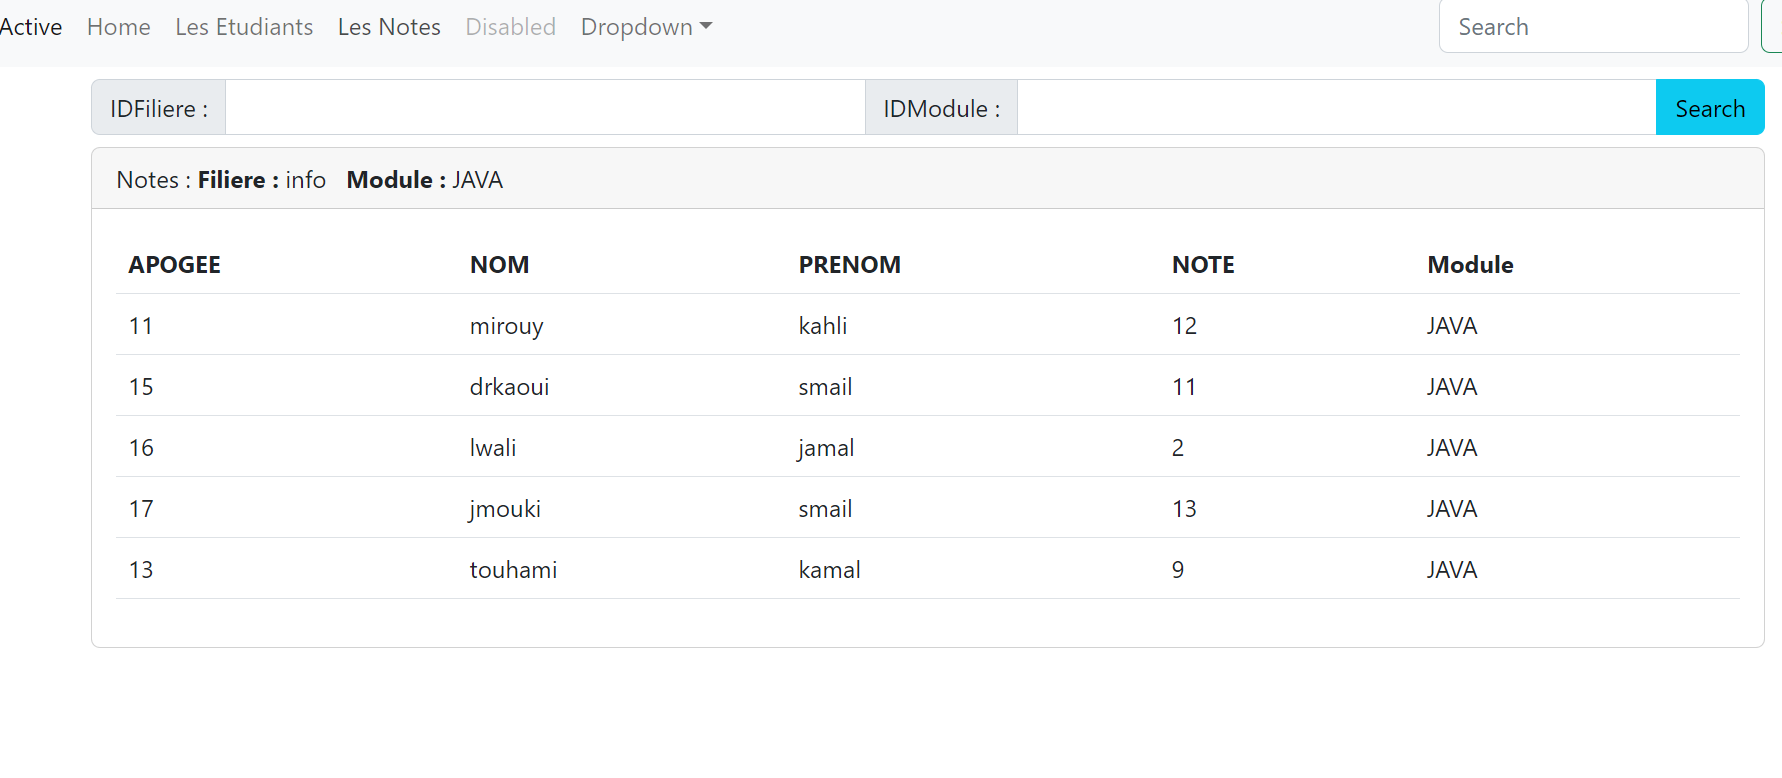 Active Home Les Etudiants Les Notes Disabled Dropdown Search
IDFiliere : IDModule : Search
Notes : Filiere : info Module : JAVA
APOGEE NOM PRENOM NOTE Module
11 mirouy kahli 12 JAVA
15 drkaoui smail 11 JAVA
16 lwali jamal 2 JAVA
17 jmouki smail 13 JAVA
13 touhami kamal 9 JAVA